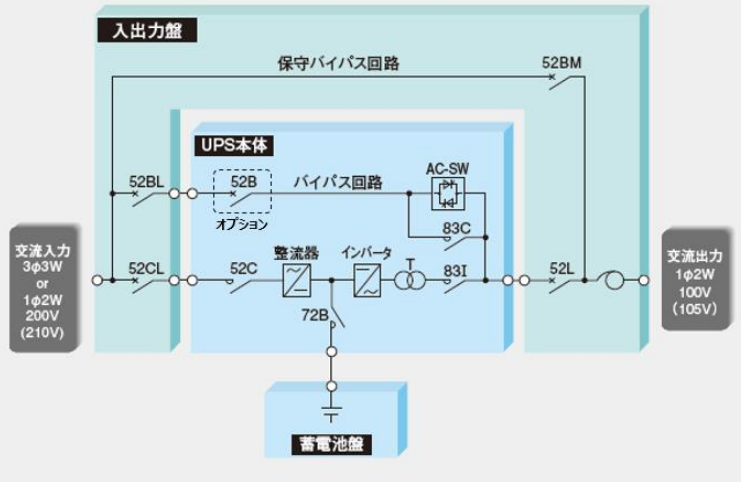 入出力盤
保守バイパス回路
52BM
UPS本体
AC-SW
52BL
52B
バイパス回路
オプション
83C
交流入力
3φ3W
or
1φ2W
200V
(210V)
52CL
52C
整流器
インバータ
T
83I
52L
交流出力
1φ2W
100V
(105V)
72B
蓄電池盤